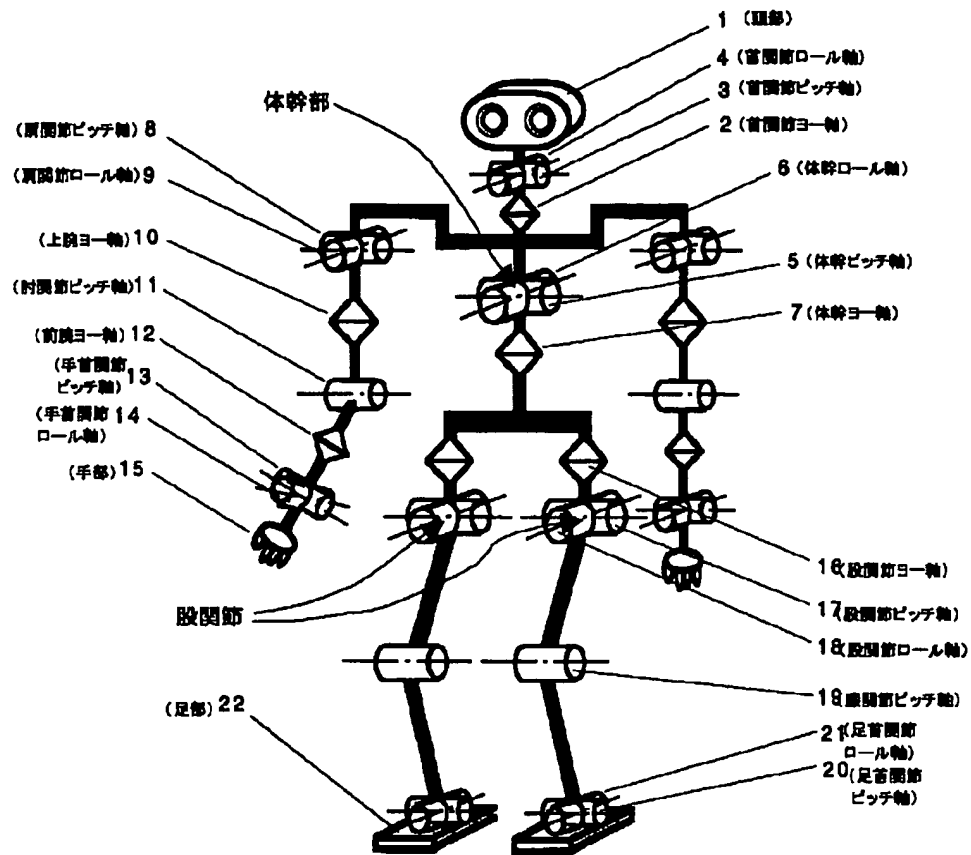 1 (頭部)
4 (首関節ロール軸)
3 (首関節ピッチ軸)
2 (首関節ヨー軸)
体幹部
(肩関節ピッチ軸) 8
(肩関節ロール軸) 9
6 (体幹ロール軸)
(上腕ヨー軸) 10
5 (体幹ピッチ軸)
(肘関節ピッチ軸) 11
7 (体幹ヨー軸)
(前腕ヨー軸) 12
(手首関節
ピッチ軸) 13
(手首関節 14
ロール軸)
(手部) 15
16 (股関節ヨー軸)
17 (股関節ピッチ軸)
股関節
18 (股関節ロール軸)
19 (膝関節ピッチ軸)
(足部) 22
21 (足首関節
ロール軸)
20 (足首関節
ピッチ軸)